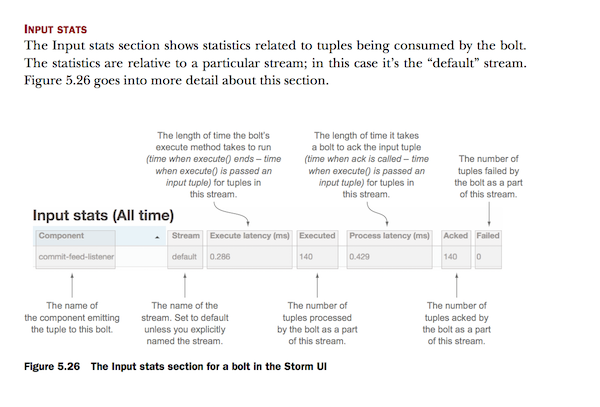 INPUT STATS
The Input stats section shows statistics related to tuples being consumed by the bolt.
The statistics are relative to a particular stream; in this case it's the “default” stream.
Figure 5.26 goes into more detail about this section.
The length of time the bolt's
execute method takes to run
(time when execute() ends – time
when execute() is passed an
input tuple) for tuples in
this stream.
The length of time it takes
a bolt to ack the input tuple
(time when ack is called – time
when execute() is passed an
input tuple) for tuples in
this stream.
The number of
tuples failed by
the bolt as a part
of this stream.
Input stats (All time)
Component Stream Execute latency (ms) Executed Process latency (ms) Acked Failed
commit-feed-listener default 0.286 140 0.429 140 0
The name of
the component emitting
the tuple to this bolt.
The name of the
stream. Set to default
unless you explicitly
named the stream.
The number of
tuples processed
by the bolt as a part
of this stream.
The number of
tuples acked by
the bolt as a part
of this stream.
Figure 5.26 The Input stats section for a bolt in the Storm UI